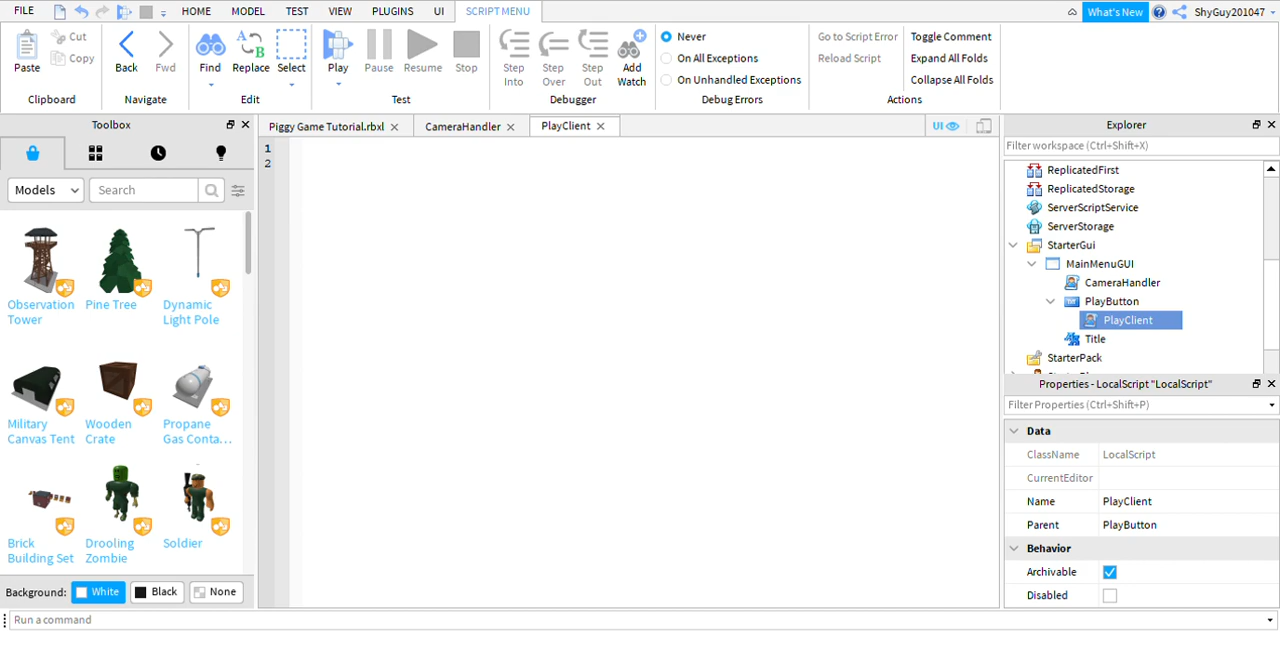 FILE HOME MODEL TEST VIEW PLUGINS UI SCRIPT MENU What's New ShyGuy201047
Paste Cut Copy Clipboard
Back Fwd Navigate
Find Replace Select Edit
Play Pause Resume Stop Test
Step Into Step Over Step Out Add Watch Debugger
Never
On All Exceptions
On Unhandled Exceptions
Debug Errors
Go to Script Error
Reload Script
Toggle Comment
Expand All Folds
Collapse All Folds
Actions
Toolbox
Models Search
Observation Tower
Pine Tree
Dynamic Light Pole
Military Canvas Tent
Wooden Crate
Propane Gas Conta...
Brick Building Set
Drooling Zombie
Soldier
Background: White Black None
Piggy Game Tutorial.rbxl CameraHandler PlayClient UI
1
2
Explorer
Filter workspace (Ctrl+Shift+X)
ReplicatedFirst
ReplicatedStorage
ServerScriptService
ServerStorage
StarterGui
MainMenuGUI
CameraHandler
PlayButton
PlayClient
Title
StarterPack
Properties - LocalScript "LocalScript"
Filter Properties (Ctrl+Shift+P)
Data
ClassName LocalScript
CurrentEditor
Name PlayClient
Parent PlayButton
Behavior
Archivable
Disabled
Run a command